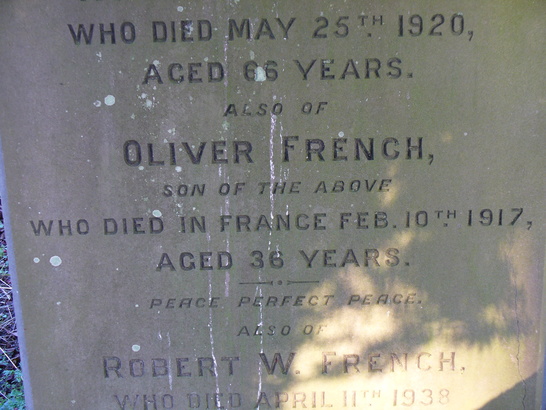 WHO DIED MAY 25TH. 1920,
AGED 66 YEARS.
ALSO OF
OLIVER FRENCH,
SON OF THE ABOVE
WHO DIED IN FRANCE FEB. 10TH. 1917,
AGED 36 YEARS.
PEACE, PERFECT PEACE.
ALSO OF
ROBERT W. FRENCH,
WHO DIED APRIL 11TH. 1938